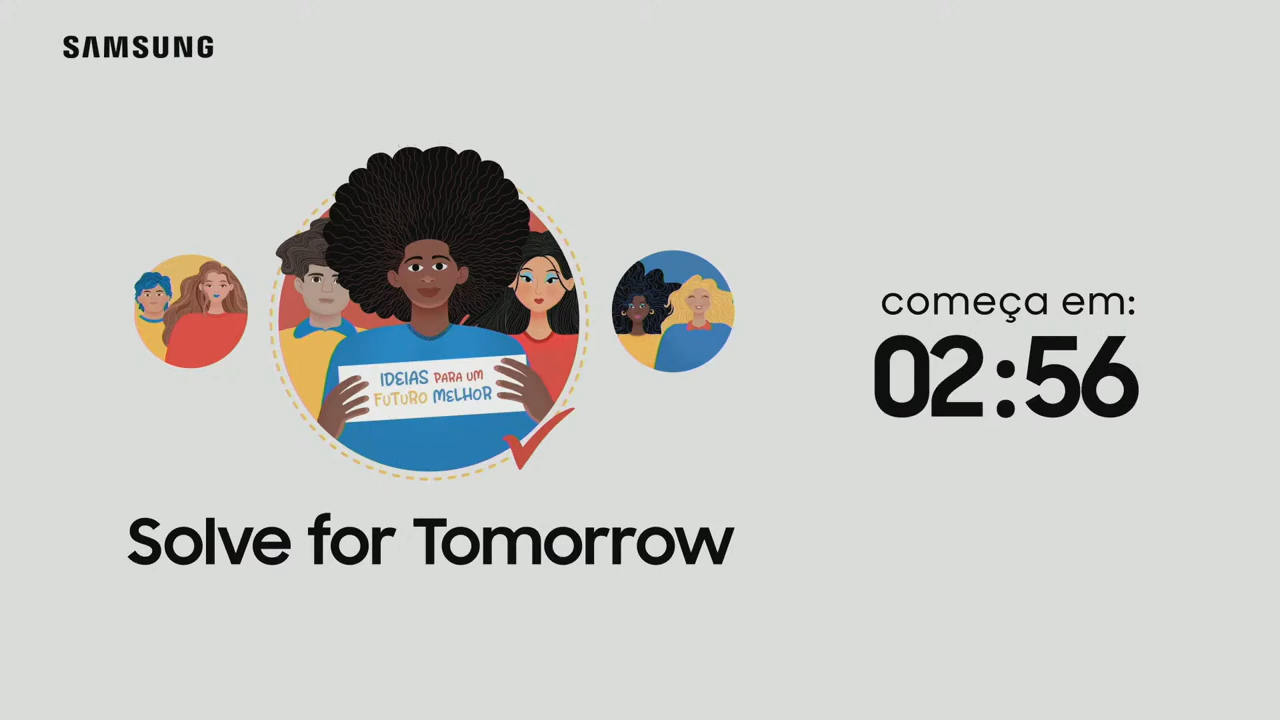 SAMSUNG
IDEIAS PARA UM
FUTURO MELHOR
Solve for Tomorrow
começa em:
02:56